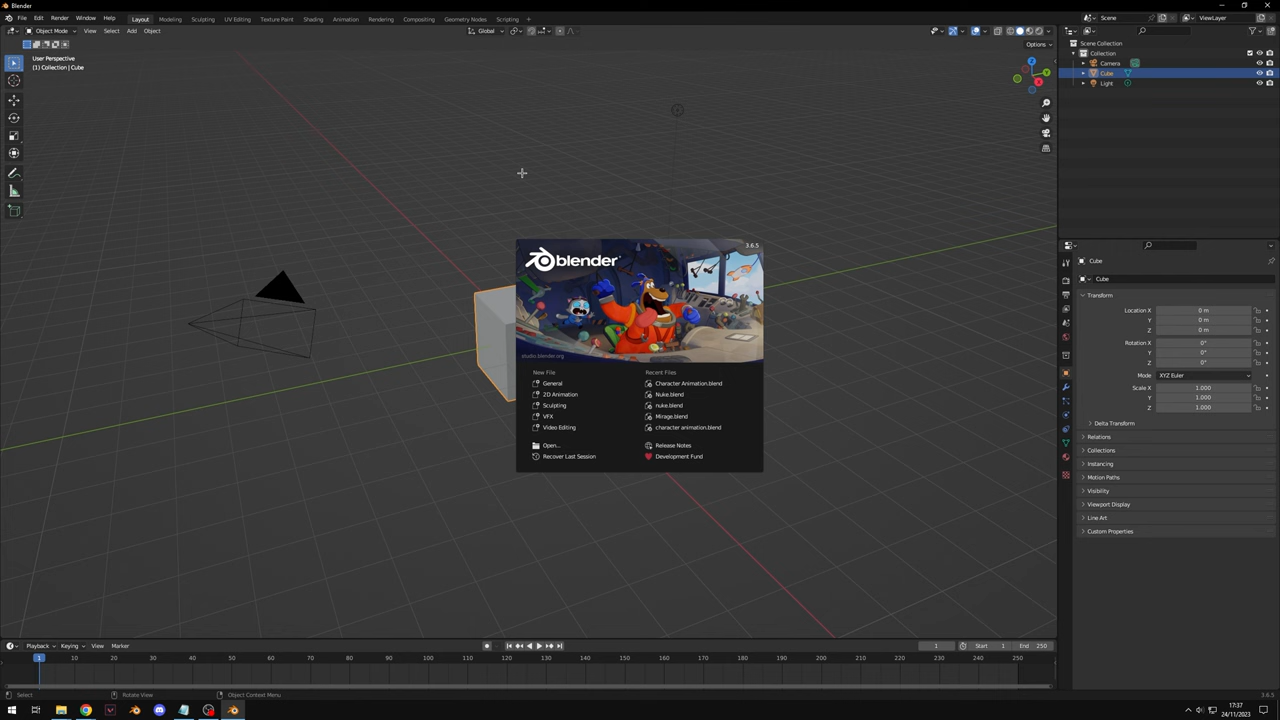 Blender
File Edit Render Window Help Layout Modeling Sculpting UV Editing Texture Paint Shading Animation Rendering Compositing Geometry Nodes Scripting Scene ViewLayer
Object Mode View Select Add Object Global
Options
User Perspective
(1) Collection | Cube
Z
Y
X
Scene Collection
Collection
Camera
Cube
Light
3.6.5
blender
studio.blender.org
New File
General
2D Animation
Sculpting
VFX
Video Editing
Open...
Recover Last Session
Recent Files
Character Animation.blend
Nuke.blend
nuke.blend
Mirage.blend
character animation.blend
Release Notes
Development Fund
Cube
Cube
Transform
Location X 0 m
Y 0 m
Z 0 m
Rotation X 0°
Y 0°
Z 0°
Mode XYZ Euler
Scale X 1.000
Y 1.000
Z 1.000
Delta Transform
Relations
Collections
Instancing
Motion Paths
Visibility
Viewport Display
Line Art
Custom Properties
Playback Keying View Marker 1 Start 1 End 250
1 10 20 30 40 50 60 70 80 90 100 110 120 130 140 150 160 170 180 190 200 210 220 230 240 250
Select Rotate View Object Context Menu 3.6.5
17:37
24/11/2023